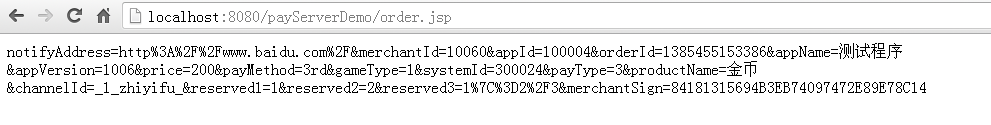 localhost:8080/payServerDemo/order.jsp
notifyAddress=http%3A%2F%2Fwww.baidu.com%2F&merchantId=10060&appId=100004&orderId=1385455153386&appName=测试程序
&appVersion=1006&price=200&payMethod=3rd&gameType=1&systemId=300024&payType=3&productName=金币
&channelId=_1_zhiyifu_&reserved1=1&reserved2=2&reserved3=1%7C%3D2%2F3&merchantSign=84181315694B3EB74097472E89E78C14